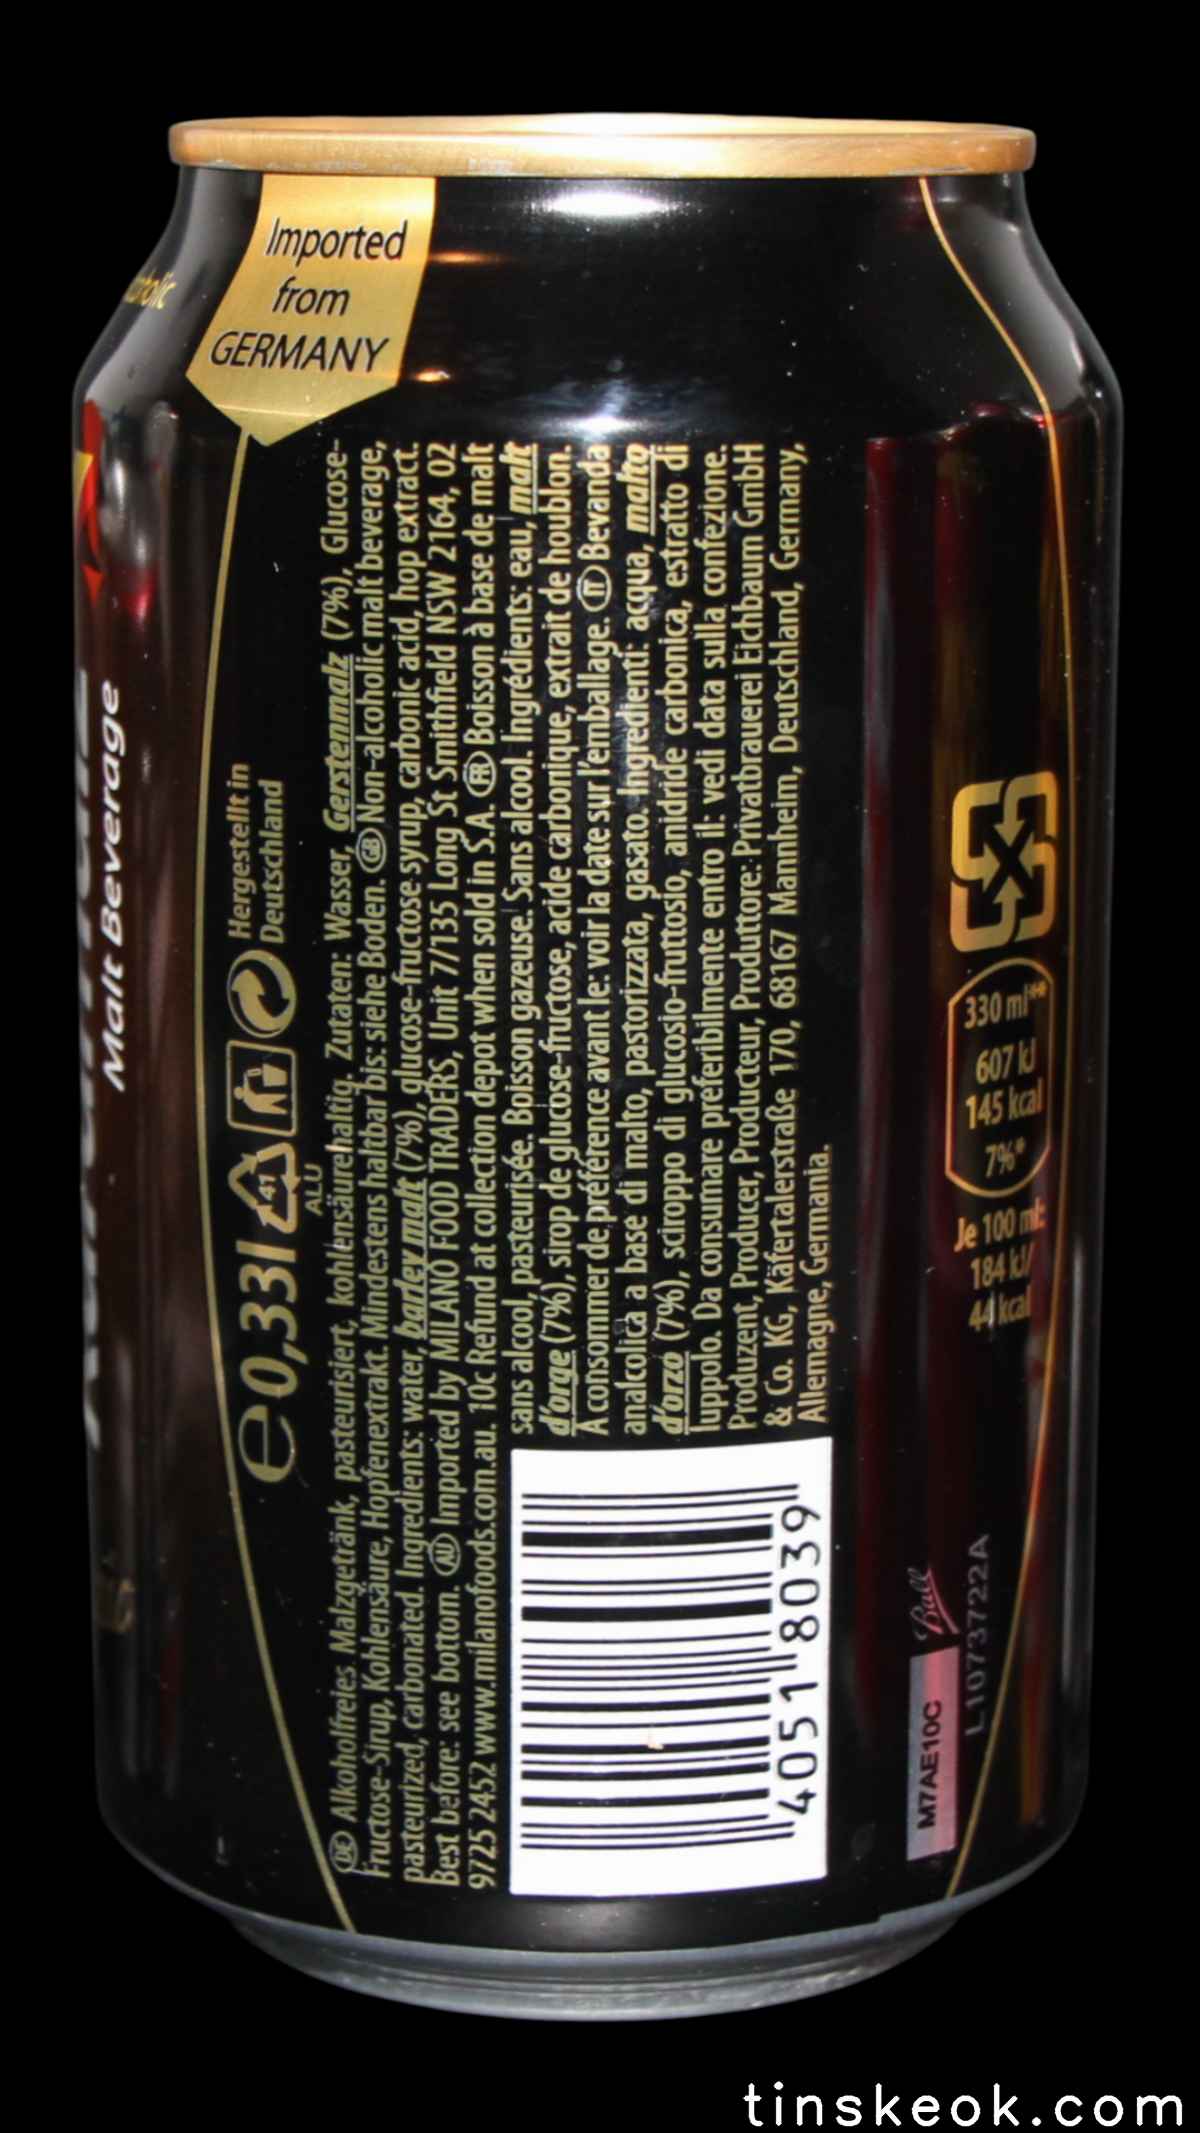 Imported
from
GERMANY
Malt Beverage
Hergestellt in
Deutschland
e 0,33l
41
ALU
DE Alkoholfreies Malzgetränk, pasteurisiert, kohlensäurehaltig. Zutaten: Wasser, Gerstenmalz (7%), Glucose-
Fructose-Sirup, Kohlensäure, Hopfenextrakt. Mindestens haltbar bis: siehe Boden. GB Non-alcoholic malt beverage,
pasteurized, carbonated. Ingredients: water, barley malt (7%), glucose-fructose syrup, carbonic acid, hop extract.
Best before: see bottom. AU Imported by MILANO FOOD TRADERS, Unit 7/135 Long St Smithfield NSW 2164, 02
9725 2452 www.milanofoods.com.au. 10c Refund at collection depot when sold in S.A. FR Boisson à base de malt
sans alcool, pasteurisée. Boisson gazeuse. Sans alcool. Ingrédients: eau, malt
d'orge (7%), sirop de glucose-fructose, acide carbonique, extrait de houblon.
À consommer de préférence avant le: voir la date sur l'emballage. IT Bevanda
analcolica a base di malto, pastorizzata, gasato. Ingredienti: acqua, malto
d'orzo (7%), sciroppo di glucosio-fruttosio, anidride carbonica, estratto di
luppolo. Da consumare preferibilmente entro il: vedi data sulla confezione.
Produzent, Producer, Producteur, Produttore: Privatbrauerei Eichbaum GmbH
& Co. KG, Käfertalerstraße 170, 68167 Mannheim, Deutschland, Germany,
Allemagne, Germania.
4051 8039
330 ml**
607 kJ
145 kcal
7%*
Je 100 ml:
184 kJ/
44 kcal
Ball
M7AE10C
L1073722A
tinskeok.com